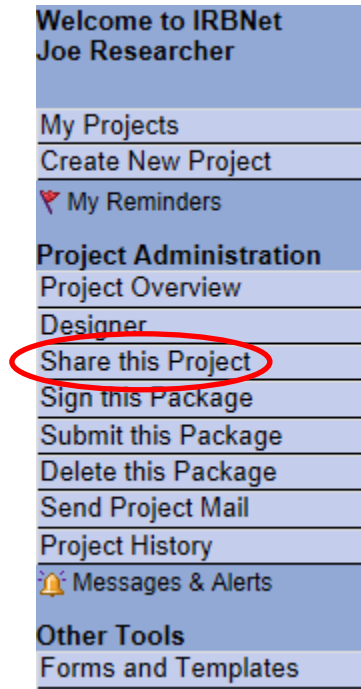 Welcome to IRBNet
Joe Researcher
My Projects
Create New Project
My Reminders
Project Administration
Project Overview
Designer
Share this Project
Sign this Package
Submit this Package
Delete this Package
Send Project Mail
Project History
Messages & Alerts
Other Tools
Forms and Templates